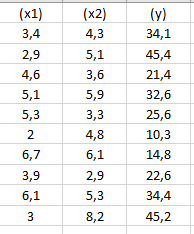 (x1) (x2) (y)
3,4 4,3 34,1
2,9 5,1 45,4
4,6 3,6 21,4
5,1 5,9 32,6
5,3 3,3 25,6
2 4,8 10,3
6,7 6,1 14,8
3,9 2,9 22,6
6,1 5,3 34,4
3 8,2 45,2